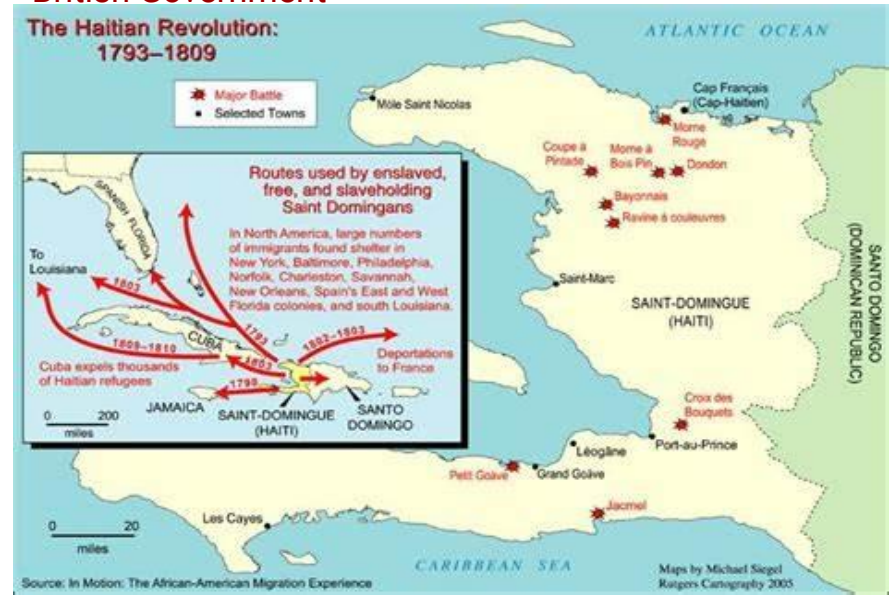 British Government
The Haitian Revolution:
1793–1809
Major Battle
Selected Towns
ATLANTIC OCEAN
Môle Saint Nicolas
Cap Français
(Cap-Haïtien)
Morne
Rougé
Coupe à
Pintade
Morne à
Bois Pin
Dondon
Bayonnais
Ravine à couleuvres
Saint-Marc
SAINT-DOMINGUE
(HAITI)
SANTO DOMINGO
(DOMINICAN REPUBLIC)
Croix des
Bouquets
Port-au-Prince
Léogâne
Grand Goâve
Petit Goâve
Jacmel
Les Cayes
CARIBBEAN SEA
0 20
miles
Routes used by enslaved,
free, and slaveholding
Saint Domingans
In North America, large numbers
of immigrants found shelter in
New York, Baltimore, Philadelphia,
Norfolk, Charleston, Savannah,
New Orleans, Spain's East and West
Florida colonies, and south Louisiana.
SPANISH FLORIDA
To
Louisiana
1803
1793
1809–1810
CUBA
1803
1802–1803
Deportations
to France
Cuba expels thousands
of Haitian refugees
1798
JAMAICA
SAINT-DOMINGUE
(HAITI)
SANTO
DOMINGO
0 200
miles
Source: In Motion: The African-American Migration Experience
Maps by Michael Siegel
Rutgers Cartography 2005